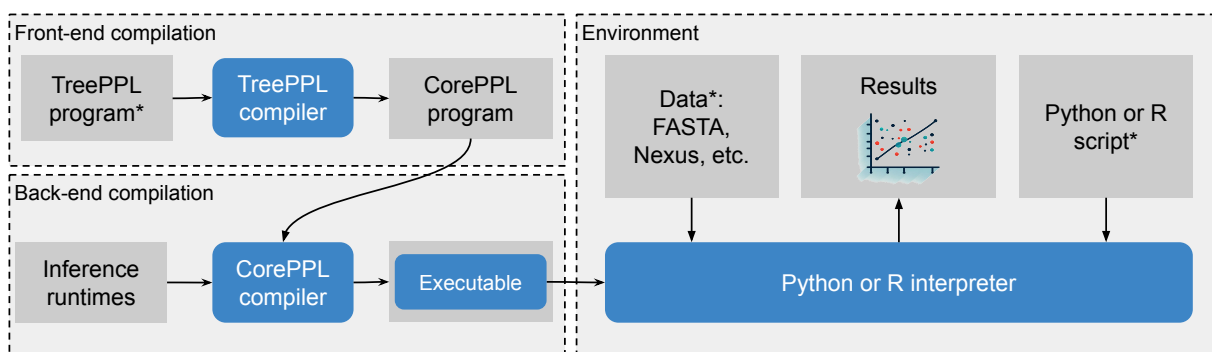 Front-end compilation
TreePPL
program*
TreePPL
compiler
CorePPL
program
Back-end compilation
Inference
runtimes
CorePPL
compiler
Executable
Environment
Data*:
FASTA,
Nexus, etc.
Results
Python or R
script*
Python or R interpreter